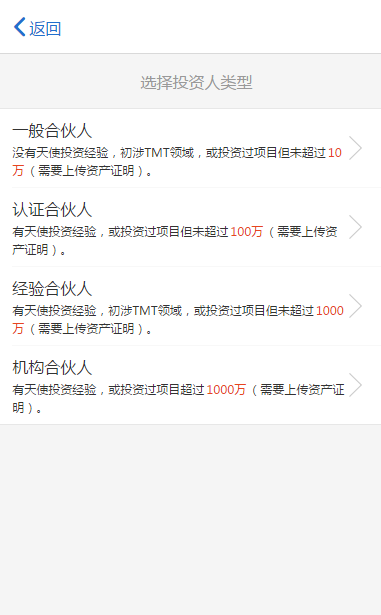 返回
选择投资人类型
一般合伙人
没有天使投资经验，初涉TMT领域，或投资过项目但未超过10
万（需要上传资产证明）。
认证合伙人
有天使投资经验，或投资过项目但未超过100万（需要上传资
产证明）。
经验合伙人
有天使投资经验，初涉TMT领域，或投资过项目但未超过1000
万（需要上传资产证明）。
机构合伙人
有天使投资经验，或投资过项目超过1000万（需要上传资产证
明）。